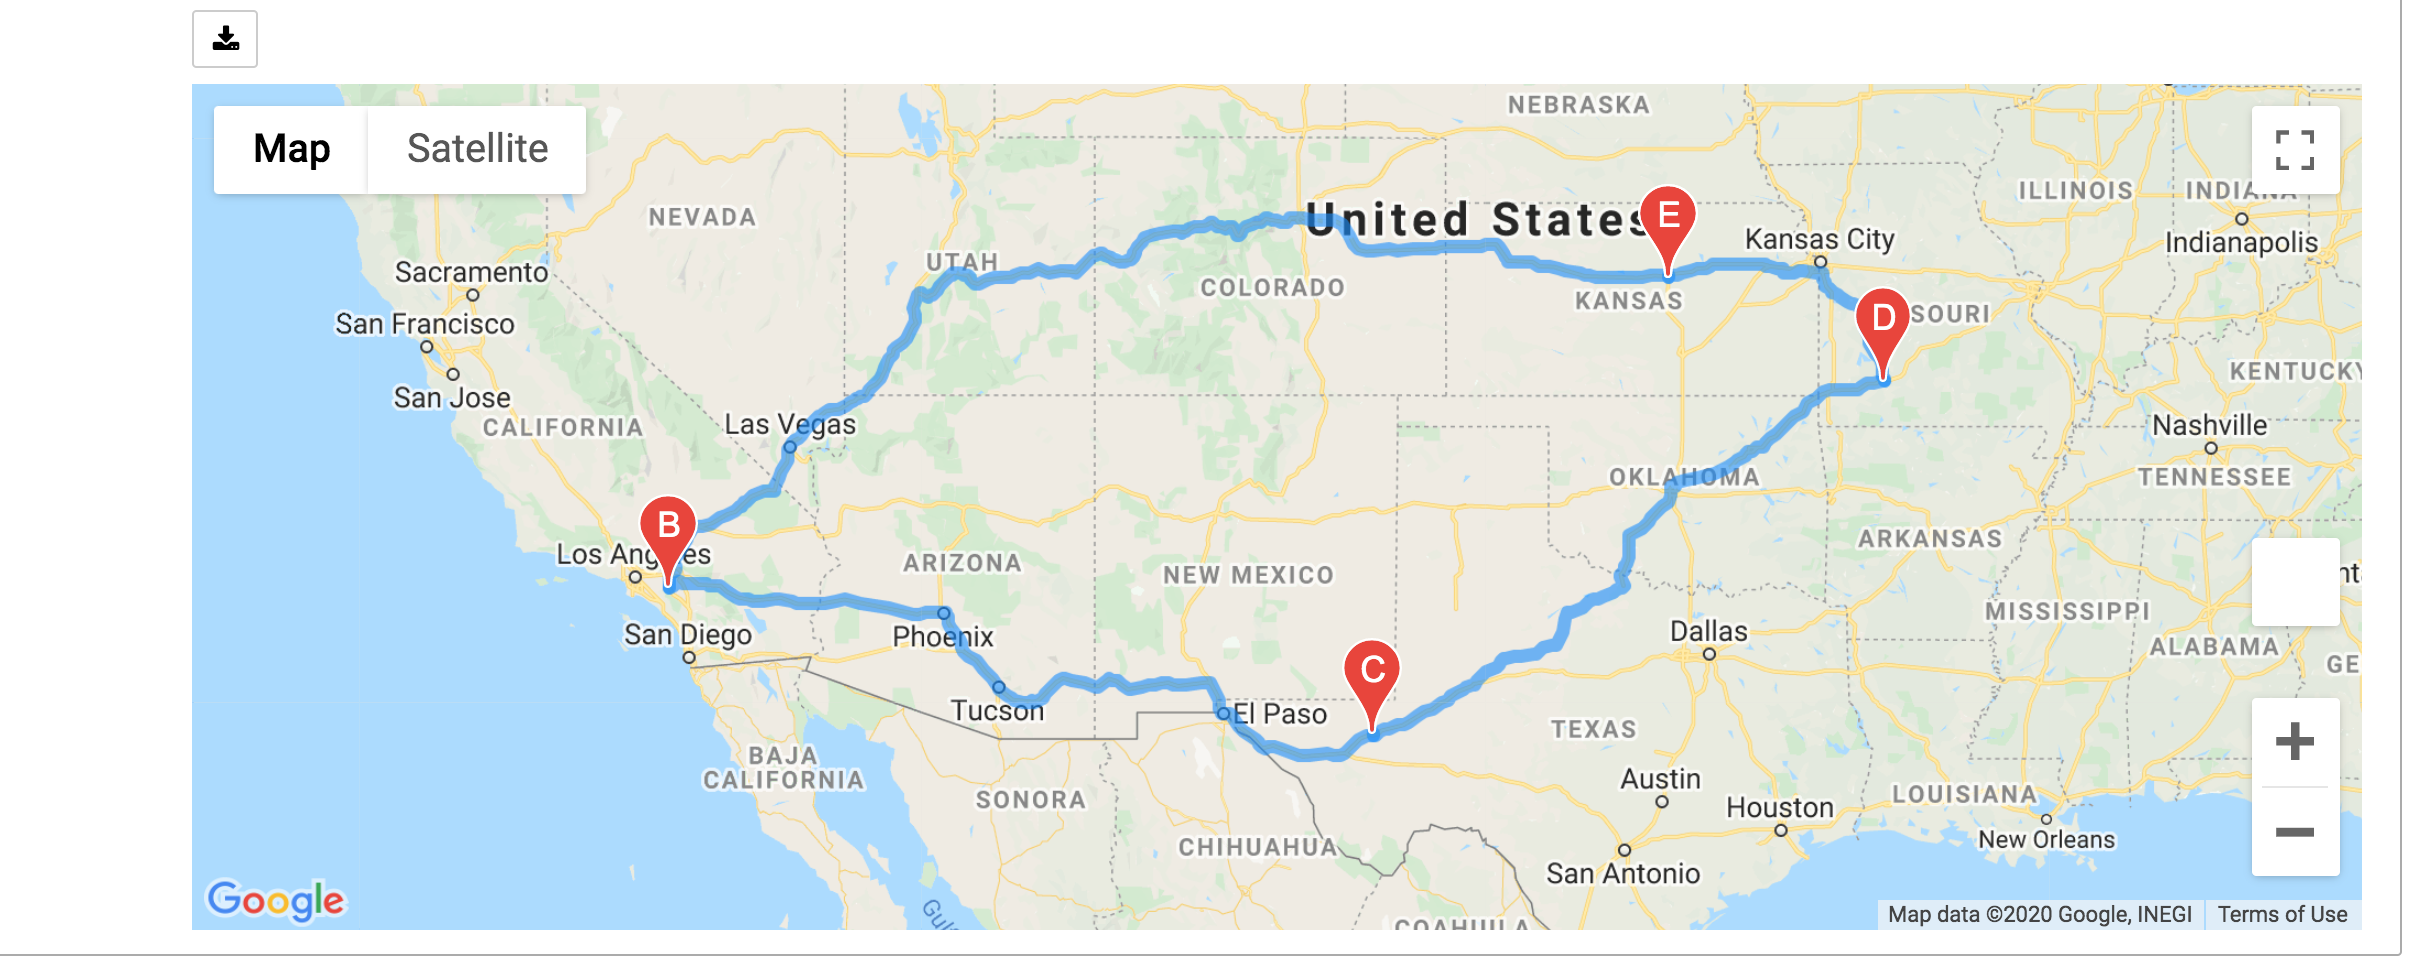 Map Satellite
NEBRASKA
ILLINOIS
INDIANA
NEVADA
United States
E
Kansas City
Indianapolis
UTAH
Sacramento
COLORADO
KANSAS
San Francisco
D
SOURI
San Jose
KENTUCKY
CALIFORNIA
Las Vegas
Nashville
OKLAHOMA
TENNESSEE
B
Los Angeles
ARIZONA
NEW MEXICO
ARKANSAS
nt
MISSISSIPPI
San Diego
Phoenix
Dallas
ALABAMA
GE
C
Tucson
El Paso
TEXAS
BAJA
CALIFORNIA
SONORA
Austin
Houston
LOUISIANA
New Orleans
CHIHUAHUA
San Antonio
Google
Gulf
COAHUILA
Map data ©2020 Google, INEGI
Terms of Use